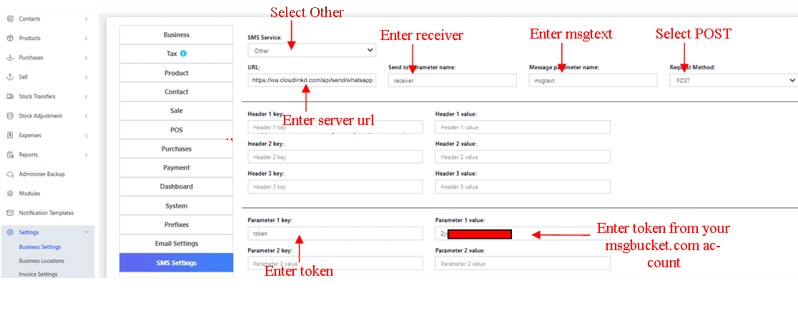 Select Other
Enter receiver
Enter msgtext
Select POST
Contacts
Products
Purchases
Sell
Stock Transfers
Stock Adjustment
Expenses
Reports
Administer Backup
Modules
Notification Templates
Settings
Business Settings
Business Locations
Invoice Settings
Business
Tax
Product
Contact
Sale
POS
Purchases
Payment
Dashboard
System
Prefixes
Email Settings
SMS Settings
SMS Service:
Other
URL:
Send to parameter name:
Message parameter name:
Request Method:
https://wa.cloudlinkd.com/api/send/whatsapp
receiver
msgtext
POST
Enter server url
Header 1 key:
Header 1 value:
Header 1 key
Header 1 value
Header 2 key:
Header 2 value:
Header 2 key
Header 2 value
Header 3 key:
Header 3 value:
Header 3 key
Header 3 value
Parameter 1 key:
Parameter 1 value:
token
2y
Parameter 2 key:
Parameter 2 value:
Parameter 2 key
Parameter 2 value
Enter token
Enter token from your
msgbucket.com ac-
count